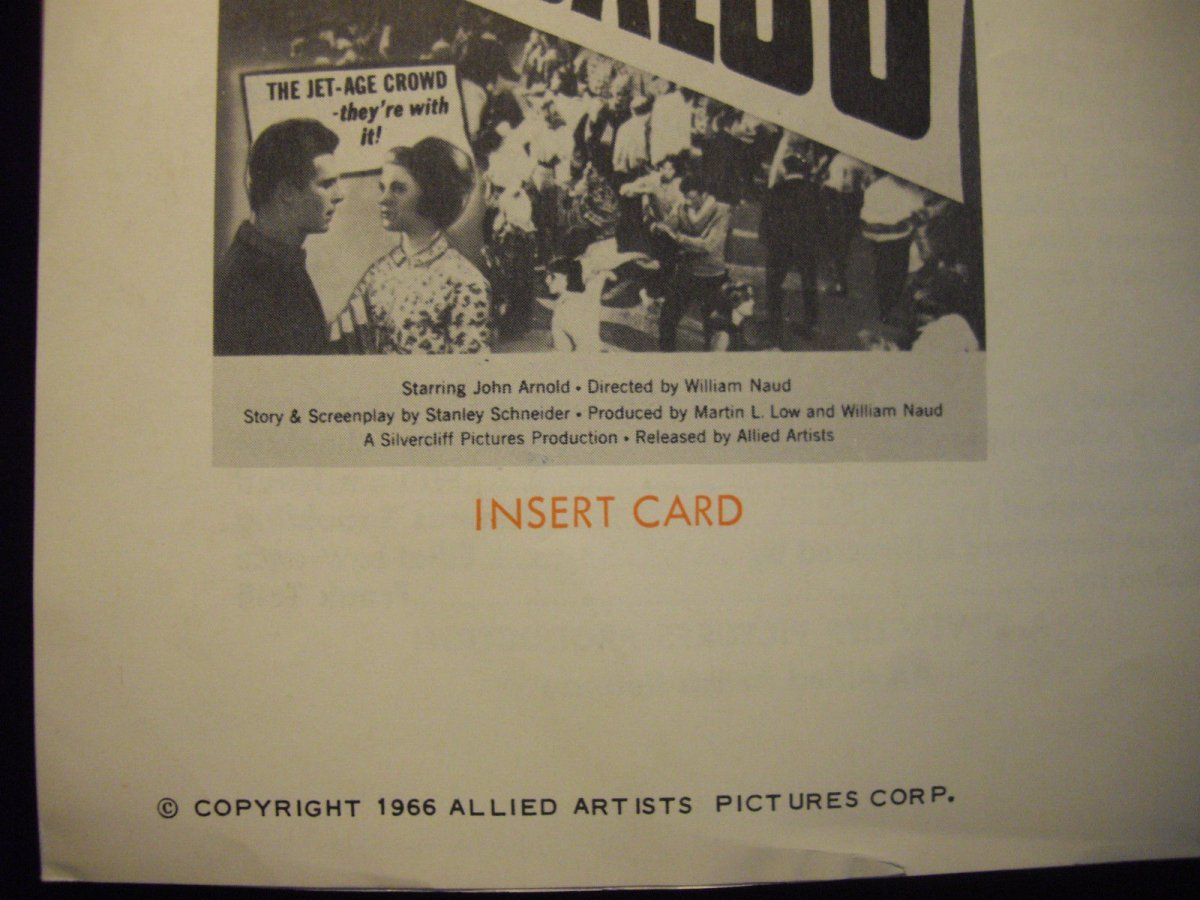 THE JET-AGE CROWD
-they're with
it!
Starring John Arnold • Directed by William Naud
Story & Screenplay by Stanley Schneider • Produced by Martin L. Low and William Naud
A Silvercliff Pictures Production • Released by Allied Artists
INSERT CARD
© COPYRIGHT 1966 ALLIED ARTISTS PICTURES CORP.